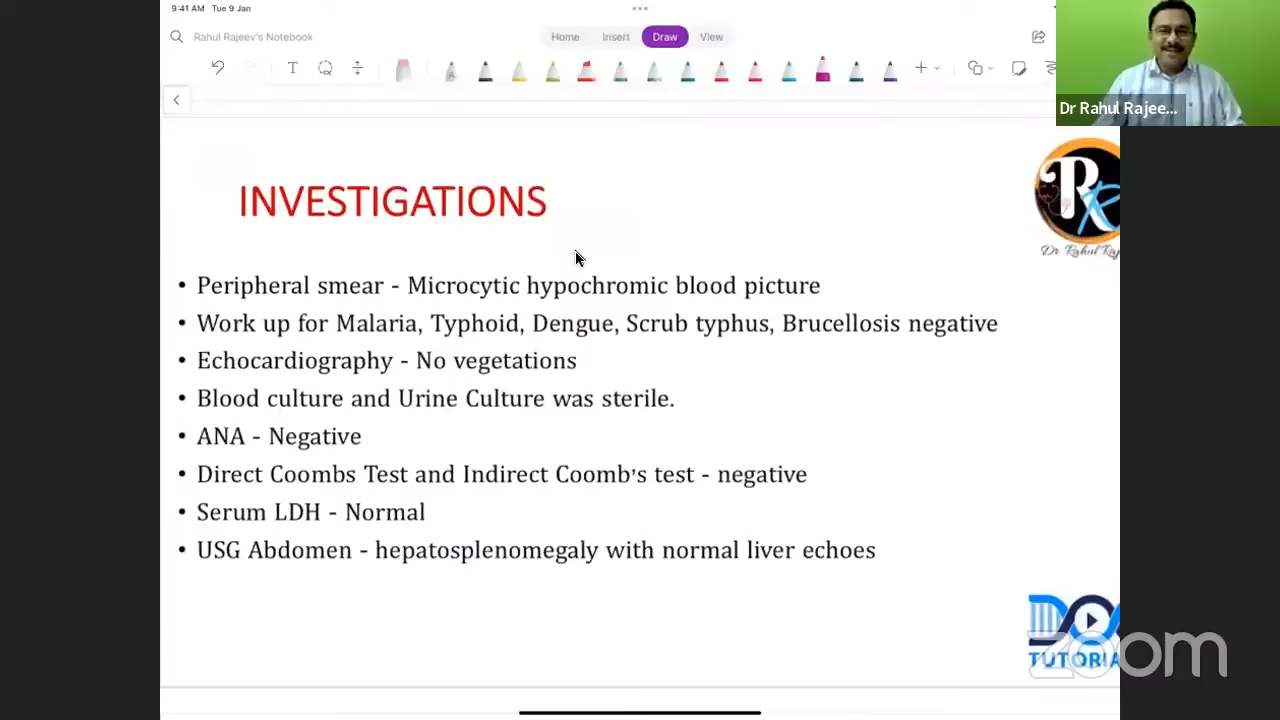 9:41 AM Tue 9 Jan
Rahul Rajeev's Notebook
Home Insert Draw View
Dr Rahul Rajee...
INVESTIGATIONS
Dr. Rahul Raj
• Peripheral smear - Microcytic hypochromic blood picture
• Work up for Malaria, Typhoid, Dengue, Scrub typhus, Brucellosis negative
• Echocardiography - No vegetations
• Blood culture and Urine Culture was sterile.
• ANA - Negative
• Direct Coombs Test and Indirect Coomb's test - negative
• Serum LDH - Normal
• USG Abdomen - hepatosplenomegaly with normal liver echoes
TUTORIA
zoom